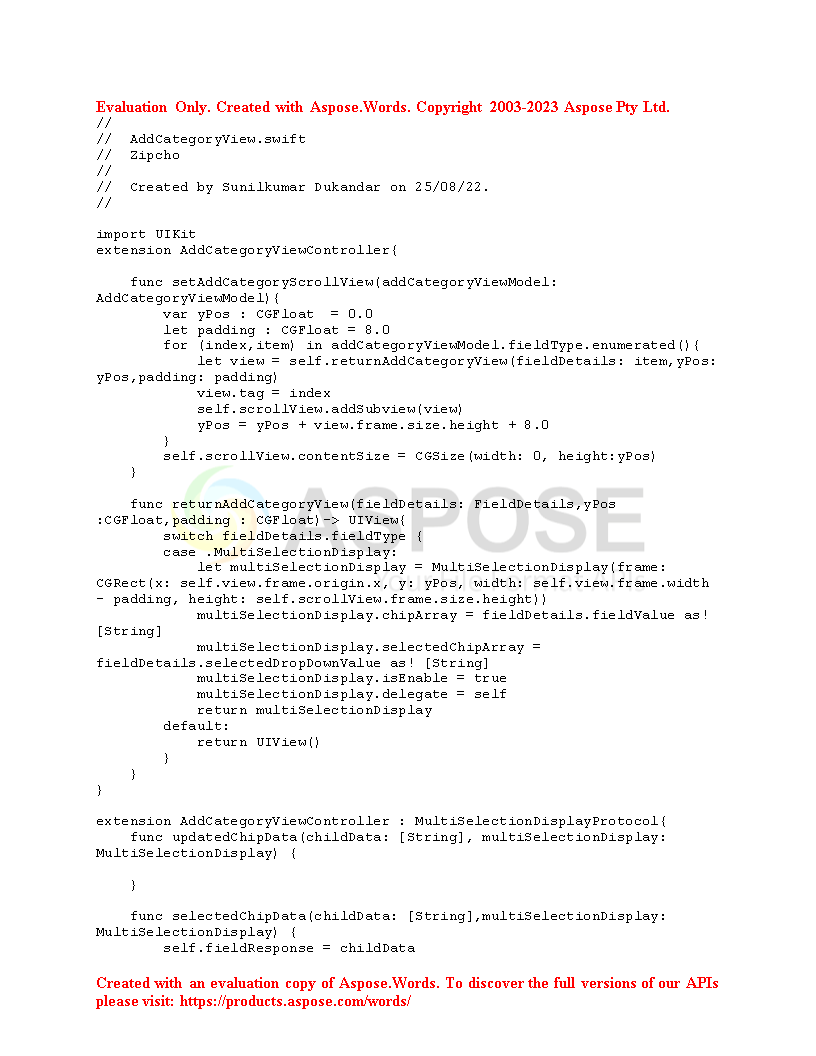 Evaluation Only. Created with Aspose.Words. Copyright 2003-2023 Aspose Pty Ltd.
//
//  AddCategoryView.swift
//  Zipcho
//
//  Created by Sunilkumar Dukandar on 25/08/22.
//
import UIKit
extension AddCategoryViewController{
    func setAddCategoryScrollView(addCategoryViewModel:
AddCategoryViewModel){
        var yPos : CGFloat  = 0.0
        let padding : CGFloat = 8.0
        for (index,item) in addCategoryViewModel.fieldType.enumerated(){
            let view = self.returnAddCategoryView(fieldDetails: item,yPos:
yPos,padding: padding)
            view.tag = index
            self.scrollView.addSubview(view)
            yPos = yPos + view.frame.size.height + 8.0
        }
        self.scrollView.contentSize = CGSize(width: 0, height:yPos)
    }
    func returnAddCategoryView(fieldDetails: FieldDetails,yPos
:CGFloat,padding : CGFloat)-> UIView{
        switch fieldDetails.fieldType {
        case .MultiSelectionDisplay:
            let multiSelectionDisplay = MultiSelectionDisplay(frame:
CGRect(x: self.view.frame.origin.x, y: yPos, width: self.view.frame.width
- padding, height: self.scrollView.frame.size.height))
            multiSelectionDisplay.chipArray = fieldDetails.fieldValue as!
[String]
            multiSelectionDisplay.selectedChipArray =
fieldDetails.selectedDropDownValue as! [String]
            multiSelectionDisplay.isEnable = true
            multiSelectionDisplay.delegate = self
            return multiSelectionDisplay
        default:
            return UIView()
        }
    }
}
extension AddCategoryViewController : MultiSelectionDisplayProtocol{
    func updatedChipData(childData: [String], multiSelectionDisplay:
MultiSelectionDisplay) {
    }
    func selectedChipData(childData: [String],multiSelectionDisplay:
MultiSelectionDisplay) {
        self.fieldResponse = childData
Created with an evaluation copy of Aspose.Words. To discover the full versions of our APIs
please visit: https://products.aspose.com/words/
ASPOSE